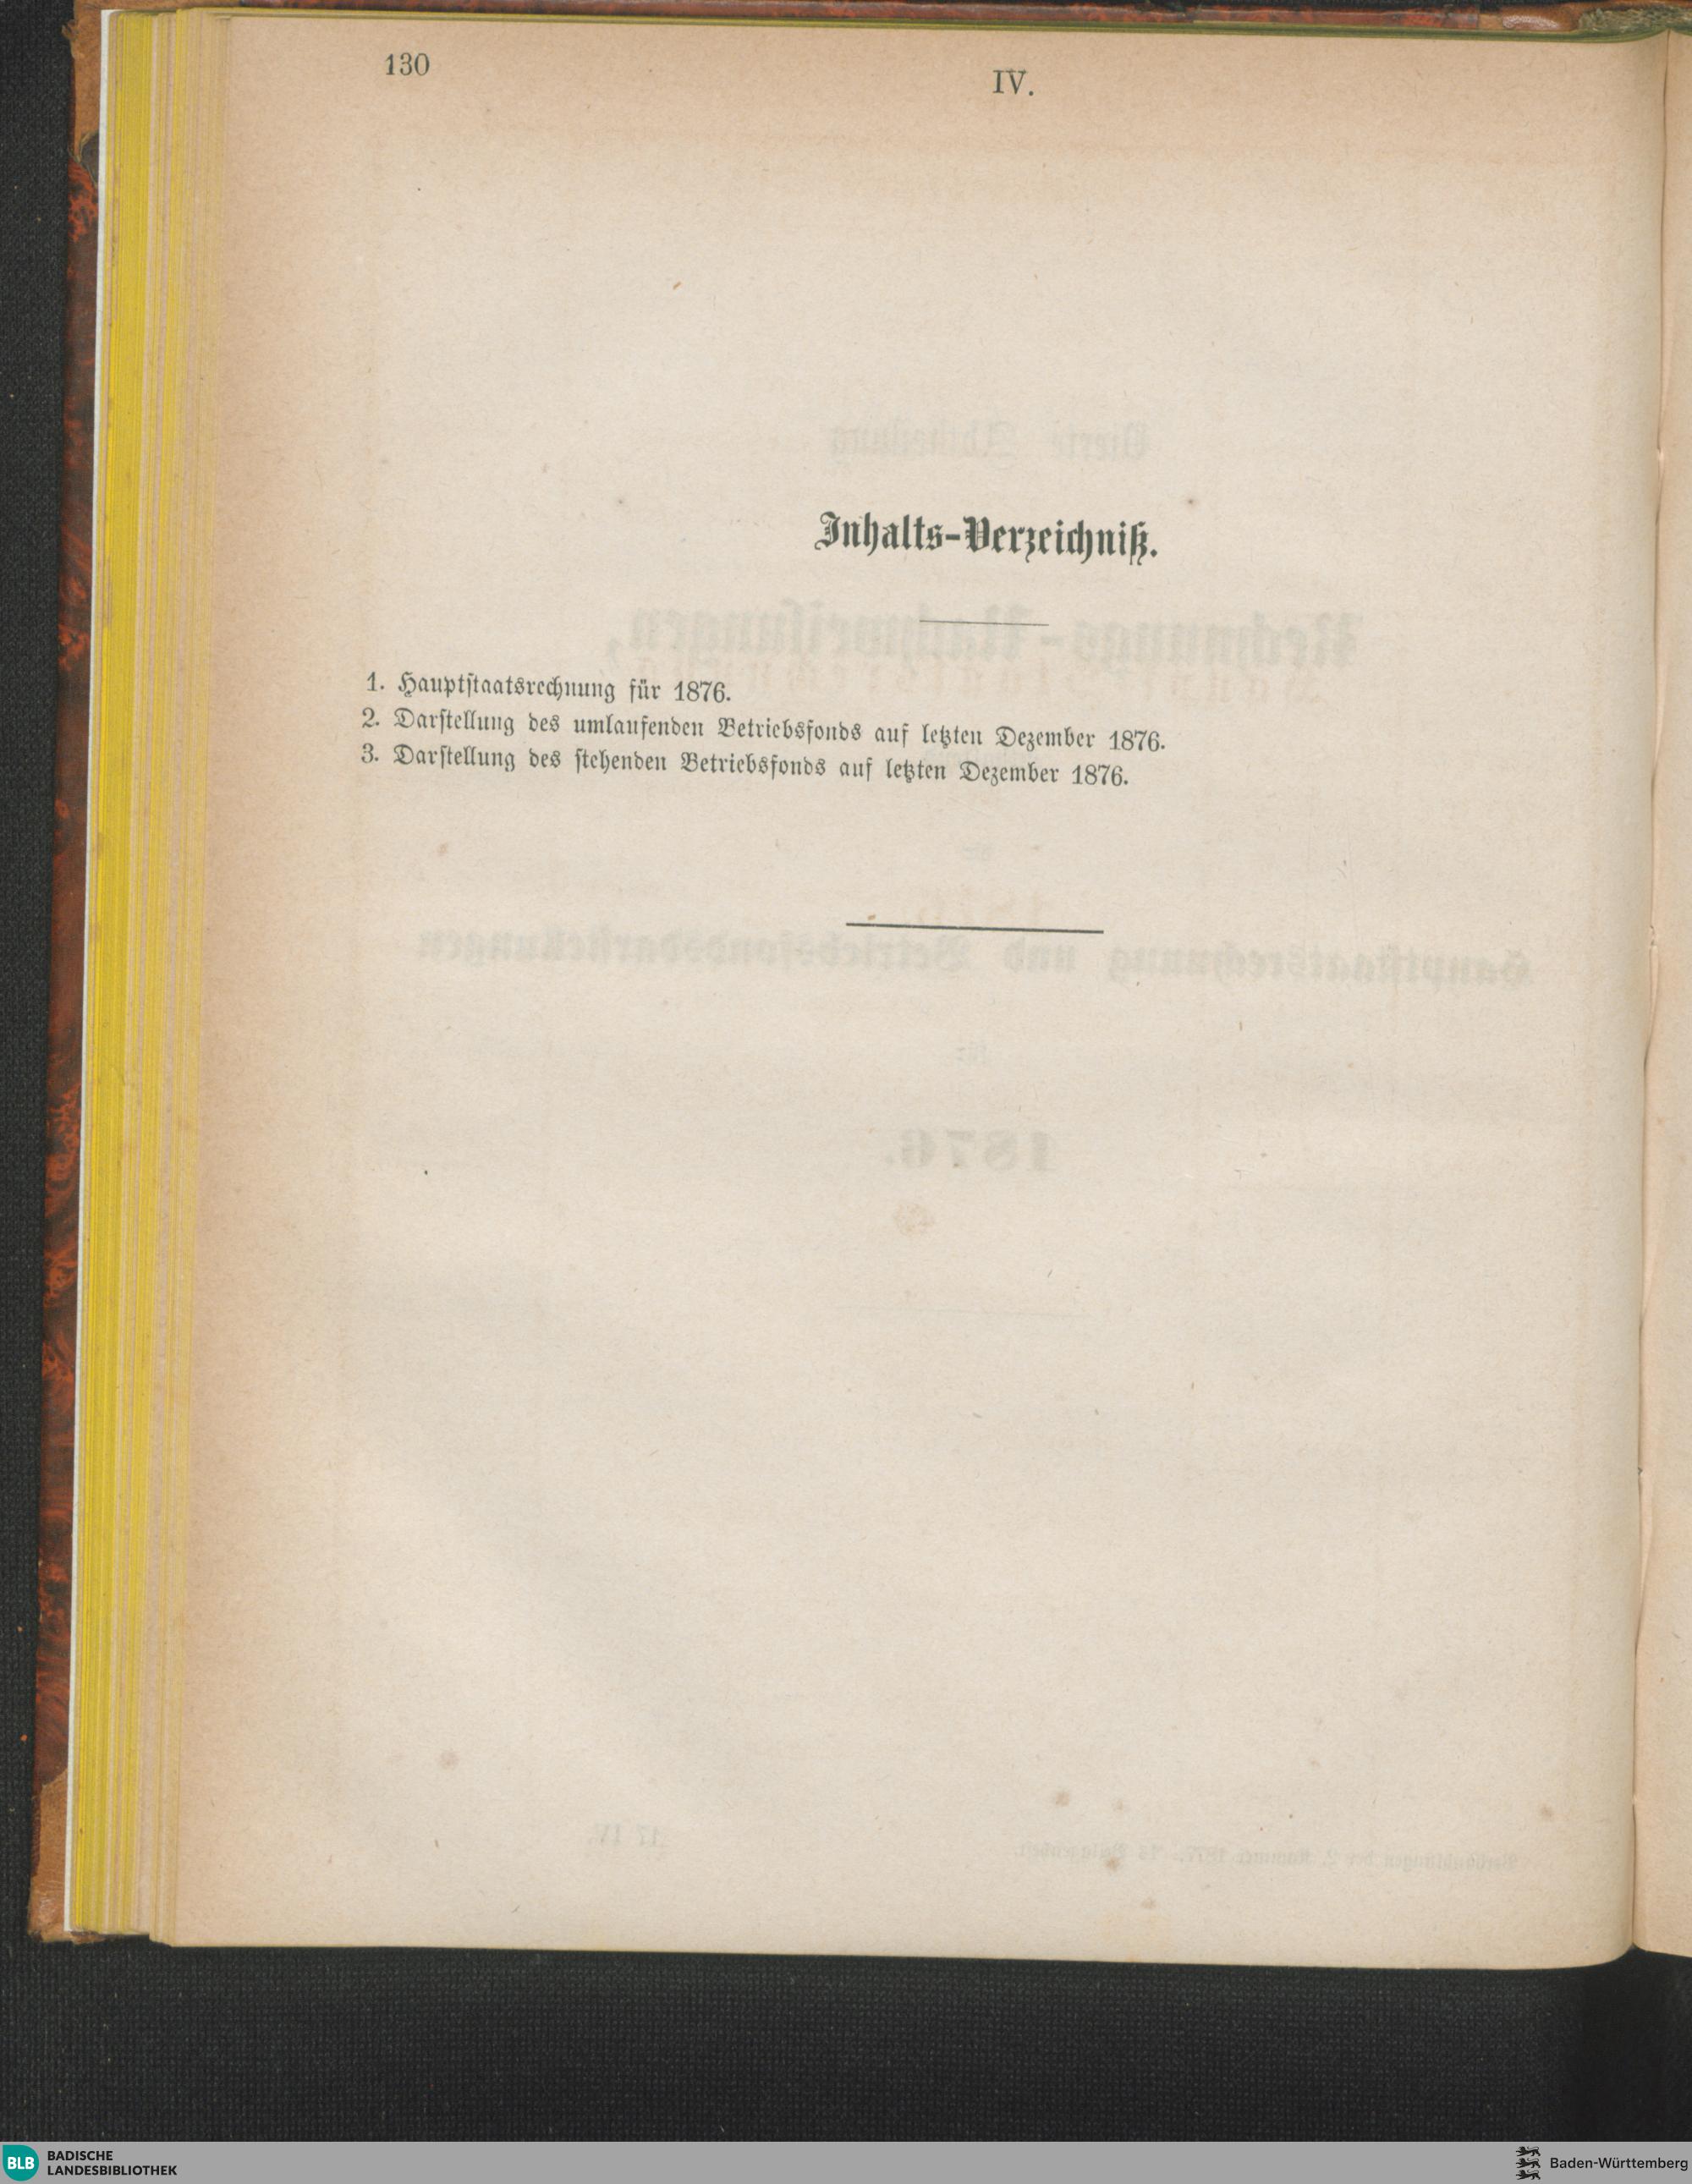 130
IV.
Inhalts-Verzeichniß.
1. Hauptstaatsrechnung für 1876.
2. Darstellung des umlaufenden Betriebsfonds auf letzten Dezember 1876.
3. Darstellung des stehenden Betriebsfonds auf letzten Dezember 1876.
BLB BADISCHE
LANDESBIBLIOTHEK
Baden-Württemberg